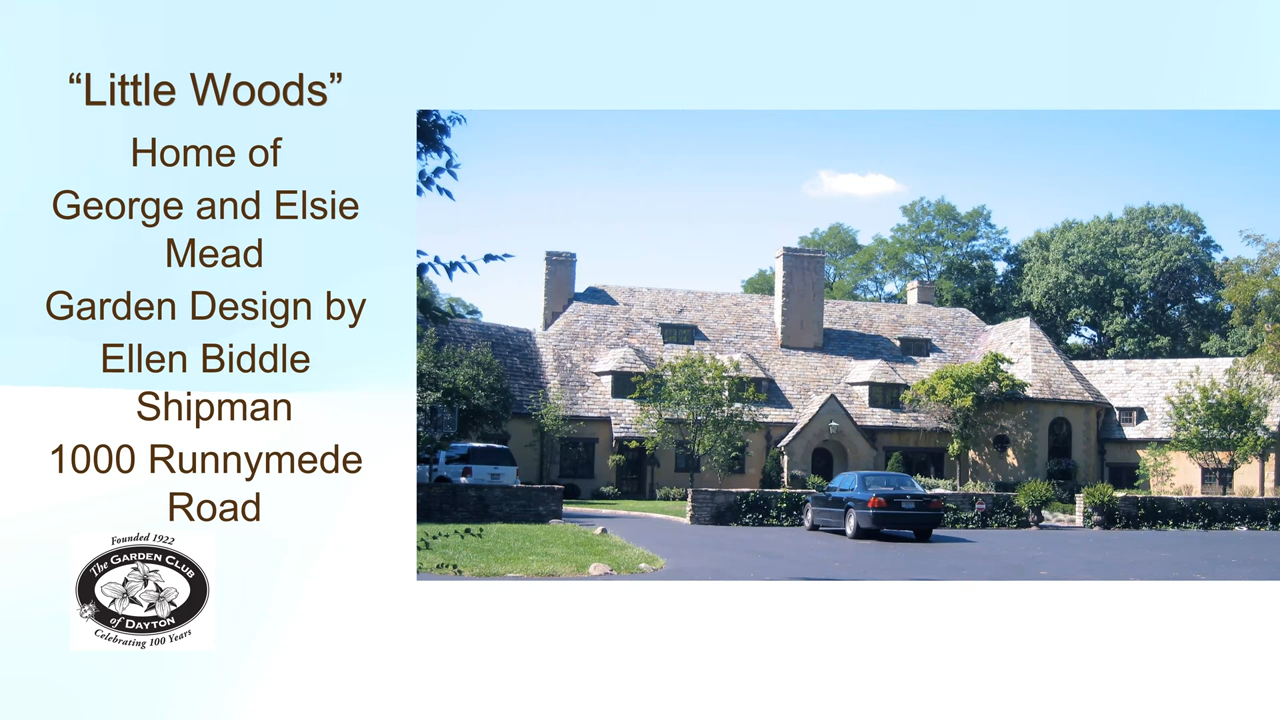 “Little Woods”
Home of
George and Elsie
Mead
Garden Design by
Ellen Biddle
Shipman
1000 Runnymede
Road
Founded 1922
The Garden Club
of Dayton
Celebrating 100 Years